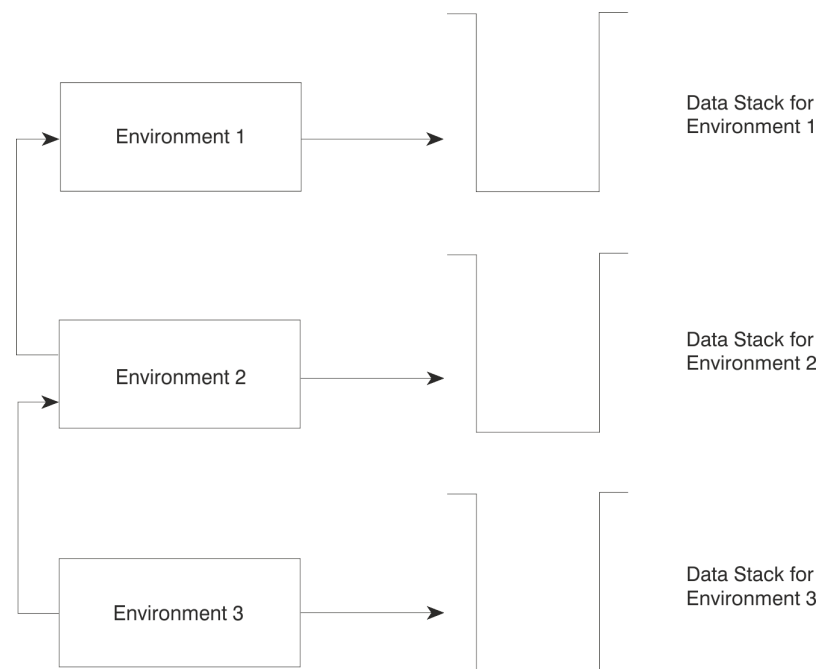 Environment 1
Data Stack for
Environment 1
Environment 2
Data Stack for
Environment 2
Environment 3
Data Stack for
Environment 3